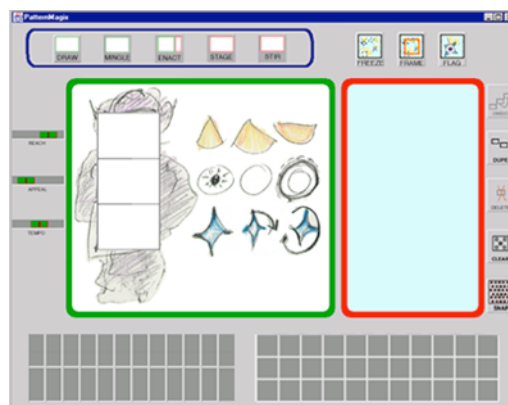 PatternMagix
DRAW MINGLE ENACT STAGE STIR
FREEZE FRAME FLAG
REACH
APPEAL
TEMPO
DUPE
DELETE
CLEAR
SNAP